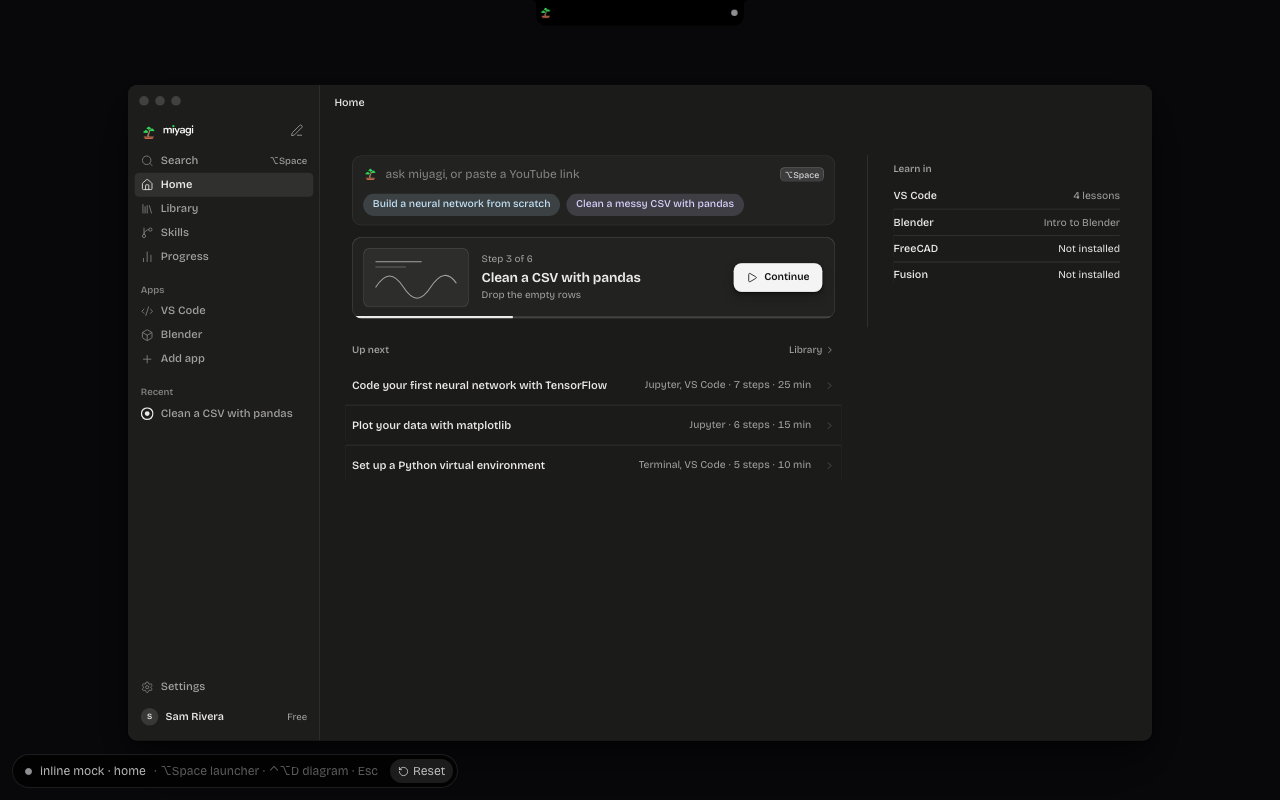 miyagi
Search ⌥Space
Home
Library
Skills
Progress
Apps
VS Code
Blender
Add app
Recent
Clean a CSV with pandas
Settings
S Sam Rivera Free
Home
ask miyagi, or paste a YouTube link ⌥Space
Build a neural network from scratch Clean a messy CSV with pandas
Step 3 of 6
Clean a CSV with pandas
Drop the empty rows
Continue
Up next Library
Code your first neural network with TensorFlow Jupyter, VS Code · 7 steps · 25 min
Plot your data with matplotlib Jupyter · 6 steps · 15 min
Set up a Python virtual environment Terminal, VS Code · 5 steps · 10 min
Learn in
VS Code 4 lessons
Blender Intro to Blender
FreeCAD Not installed
Fusion Not installed
inline mock · home · ⌥Space launcher · ^⌥D diagram · Esc Reset